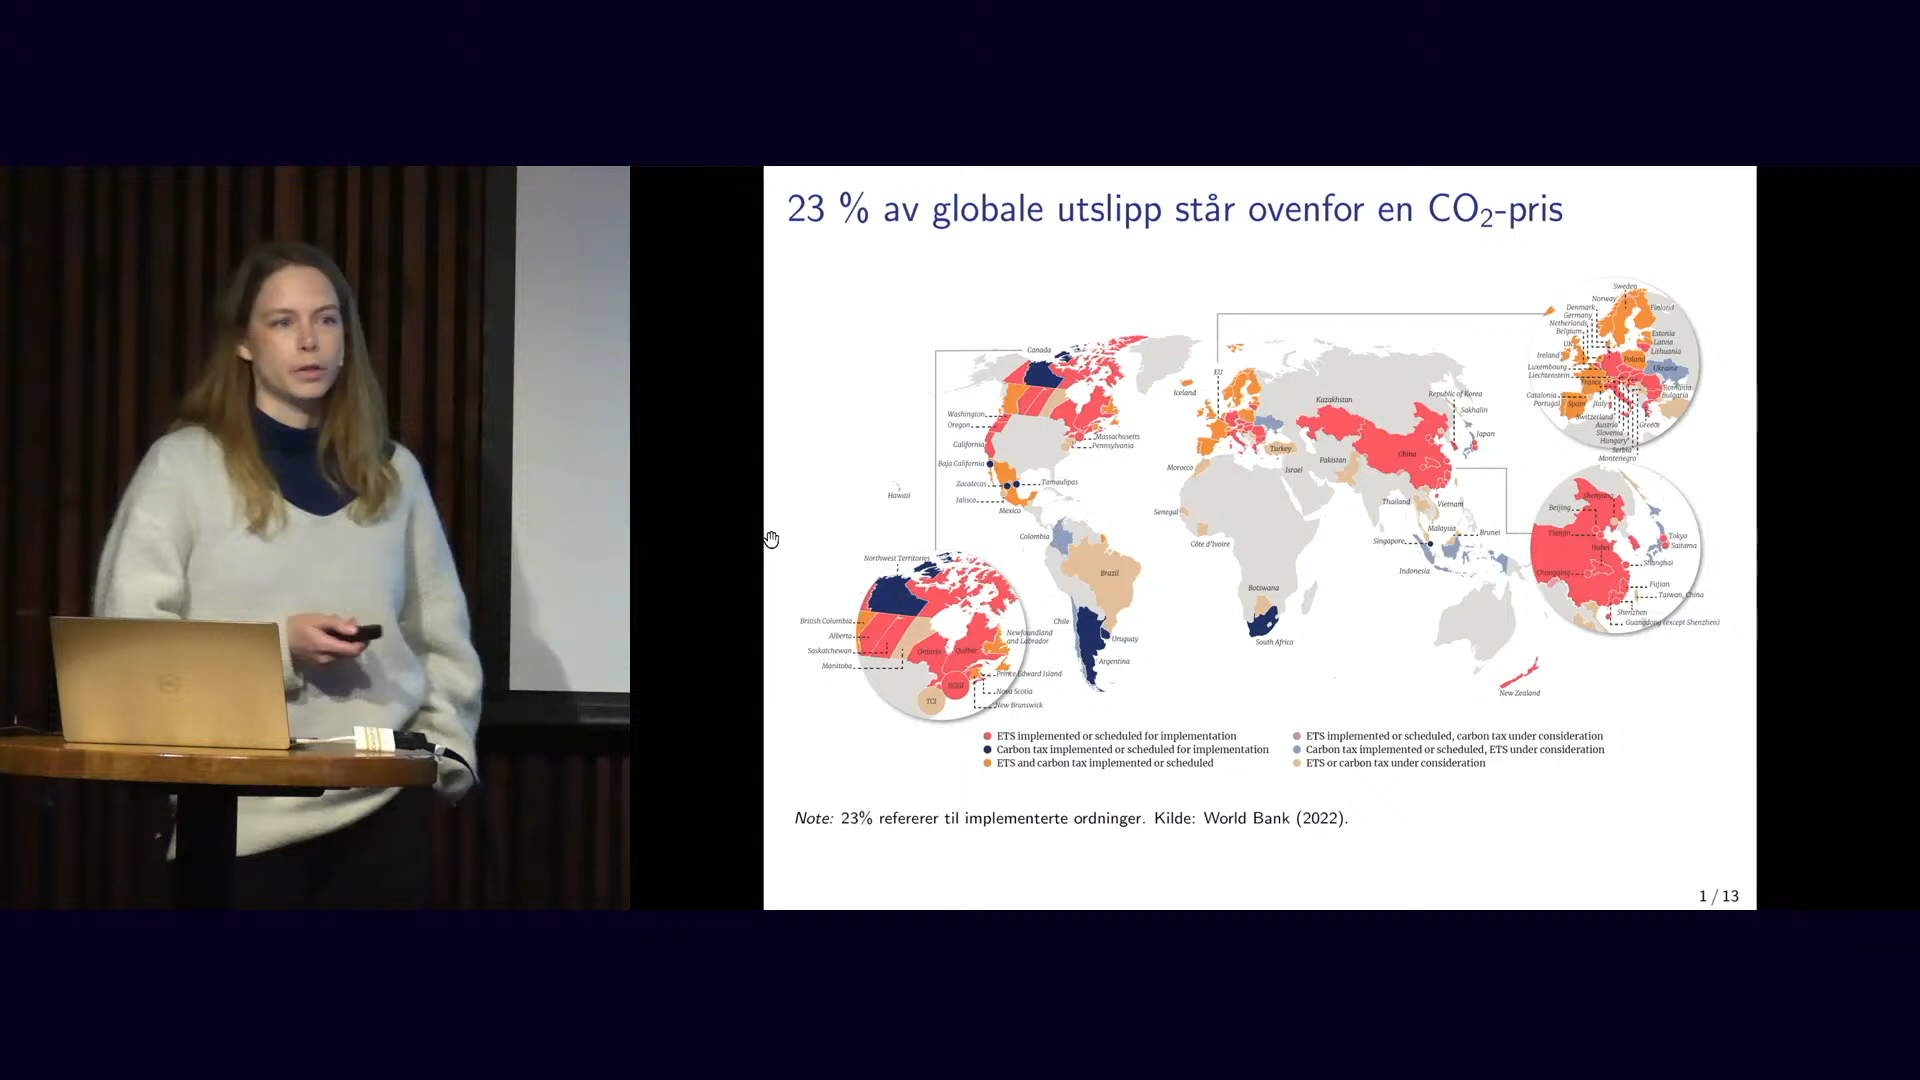 23 % av globale utslipp står ovenfor en CO₂-pris
Sweden
Norway
Finland
Denmark
Germany
Netherlands
Belgium
Estonia
Latvia
Lithuania
UK
Ireland
Poland
Luxembourg
Liechtenstein
Ukraine
France
Romania
Catalonia
Bulgaria
Portugal
Spain
Italy
Switzerland
Austria
Greece
Slovenia
Hungary
Serbia
Montenegro
Canada
EU
Iceland
Washington
Oregon
California
Baja California
Zacatecas
Jalisco
Mexico
Tamaulipas
Massachusetts
Pennsylvania
Hawaii
Kazakhstan
Republic of Korea
Sakhalin
Japan
China
Turkey
Morocco
Israel
Pakistan
Thailand
Vietnam
Malaysia
Brunei
Singapore
Indonesia
Senegal
Côte d'Ivoire
Colombia
Brazil
Botswana
South Africa
Chile
Uruguay
Argentina
New Zealand
Northwest Territories
British Columbia
Alberta
Saskatchewan
Manitoba
Ontario
Québec
Newfoundland
and Labrador
Prince Edward Island
Nova Scotia
New Brunswick
RGGI
TCI
Shenyang
Beijing
Tianjin
Hubei
Chongqing
Tokyo
Saitama
Shanghai
Fujian
Taiwan, China
Shenzhen
Guangdong (except Shenzhen)
ETS implemented or scheduled for implementation
Carbon tax implemented or scheduled for implementation
ETS and carbon tax implemented or scheduled
ETS implemented or scheduled, carbon tax under consideration
Carbon tax implemented or scheduled, ETS under consideration
ETS or carbon tax under consideration
Note: 23% refererer til implementerte ordninger. Kilde: World Bank (2022).
1 / 13